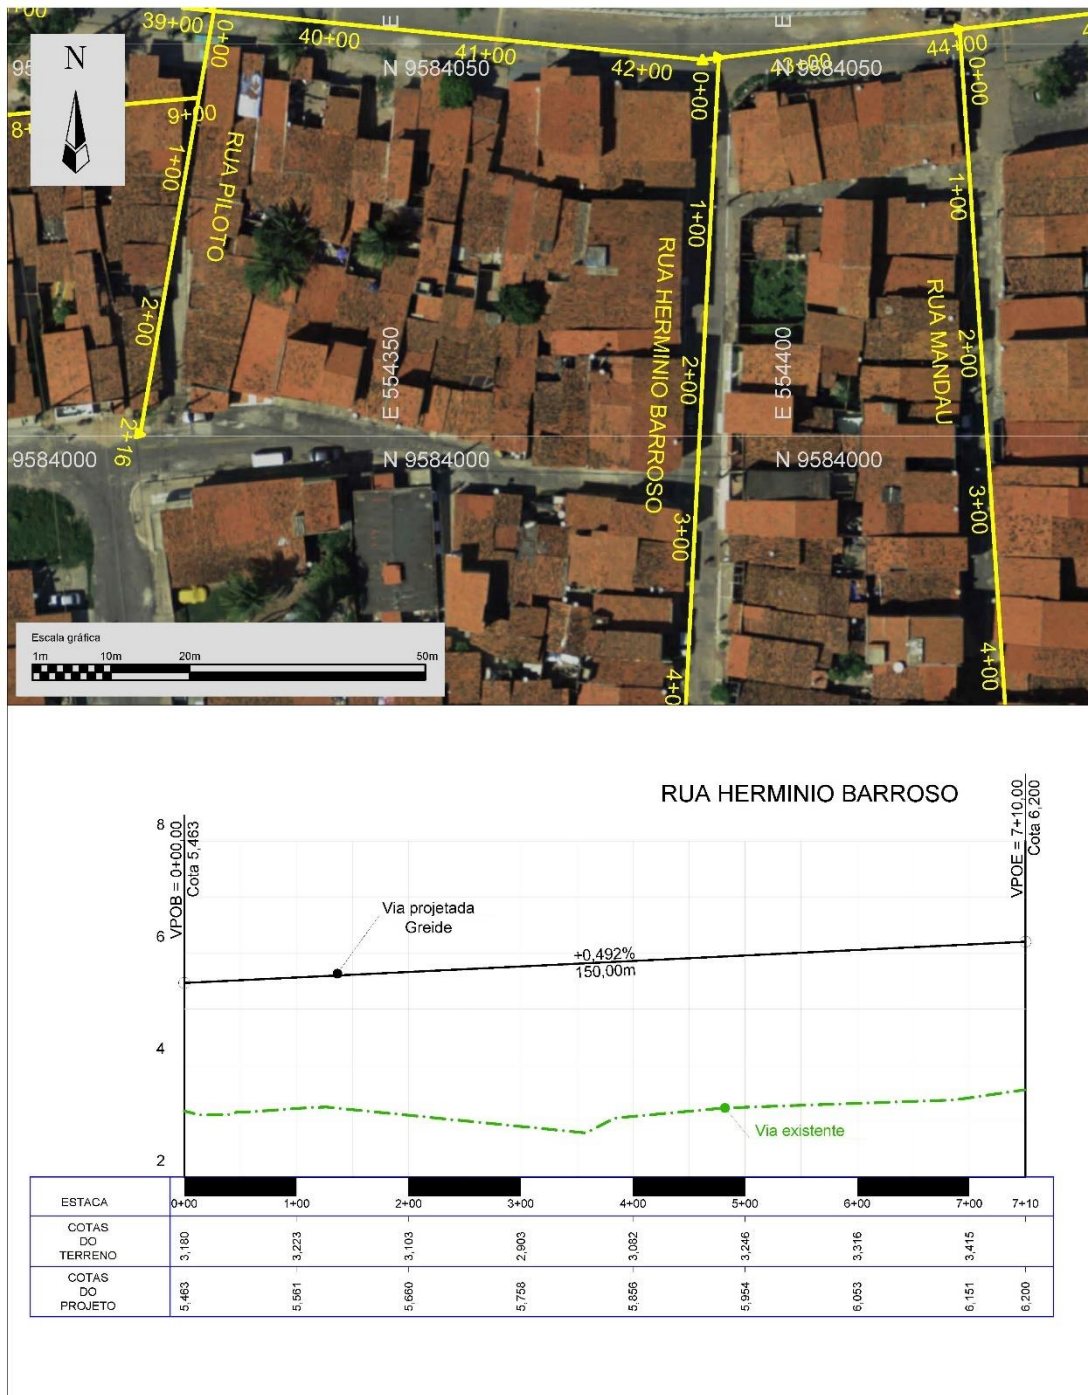 39+00
0+00
40+00
41+00
42+00
0+00
43+00
44+00
0+00
E
E
N 9584050
N 9584050
N
9+00
1+00
RUA PILOTO
2+00
2+16
1+00
RUA HERMINIO BARROSO
2+00
3+00
1+00
RUA MANDAU
2+00
3+00
4+00
E 554350
E 554400
9584000
N 9584000
N 9584000
Escala gráfica
1m 10m 20m 50m
RUA HERMINIO BARROSO
VPOB = 0+00,00
Cota 5,463
VPOE = 7+10,00
Cota 6,200
8
6
4
2
Via projetada
Greide
+0,492%
150,00m
Via existente
ESTACA 0+00 1+00 2+00 3+00 4+00 5+00 6+00 7+00 7+10
COTAS
DO
TERRENO
3,180 3,223 3,103 2,903 3,082 3,246 3,316 3,415
COTAS
DO
PROJETO
5,463 5,561 5,660 5,758 5,856 5,954 6,053 6,151 6,200